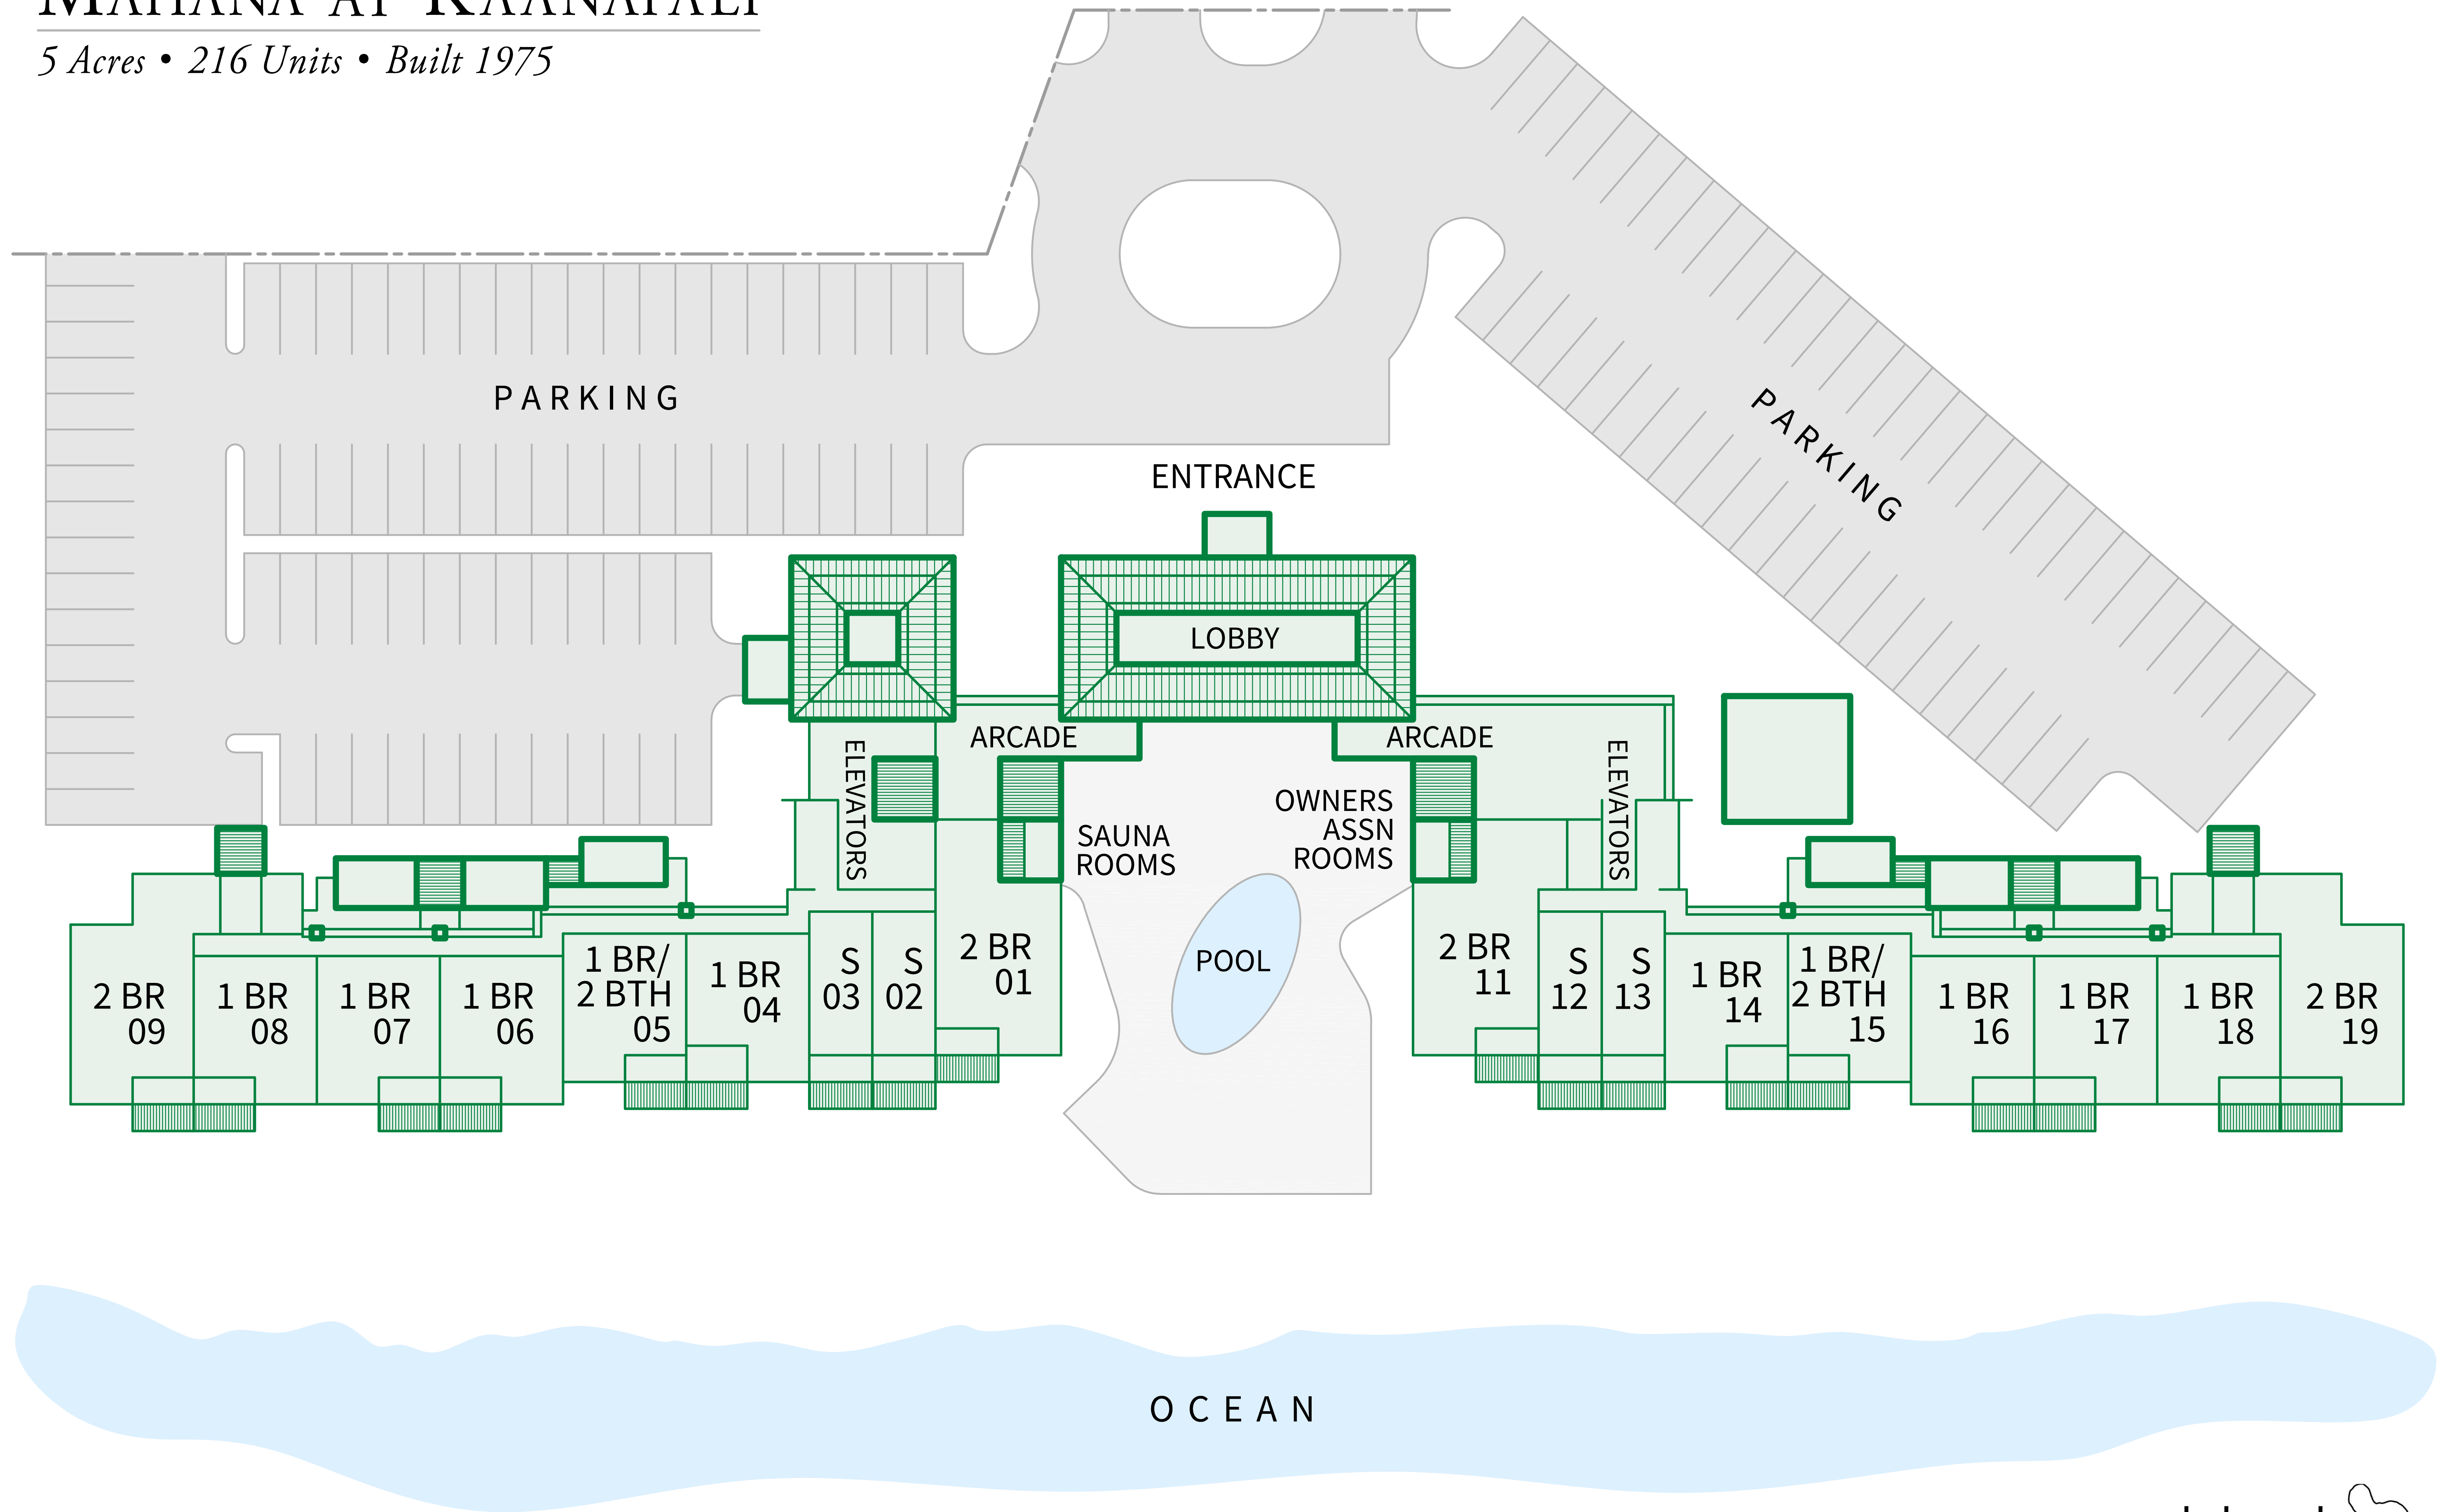 MAHANA AT KAANAPALI
5 Acres • 216 Units • Built 1975
PARKING
PARKING
ENTRANCE
LOBBY
ARCADE
ARCADE
ELEVATORS
ELEVATORS
SAUNA
ROOMS
OWNERS
ASSN
ROOMS
POOL
2 BR
09
1 BR
08
1 BR
07
1 BR
06
1 BR/
2 BTH
05
1 BR
04
S
03
S
02
2 BR
01
2 BR
11
S
12
S
13
1 BR
14
1 BR/
2 BTH
15
1 BR
16
1 BR
17
1 BR
18
2 BR
19
OCEAN